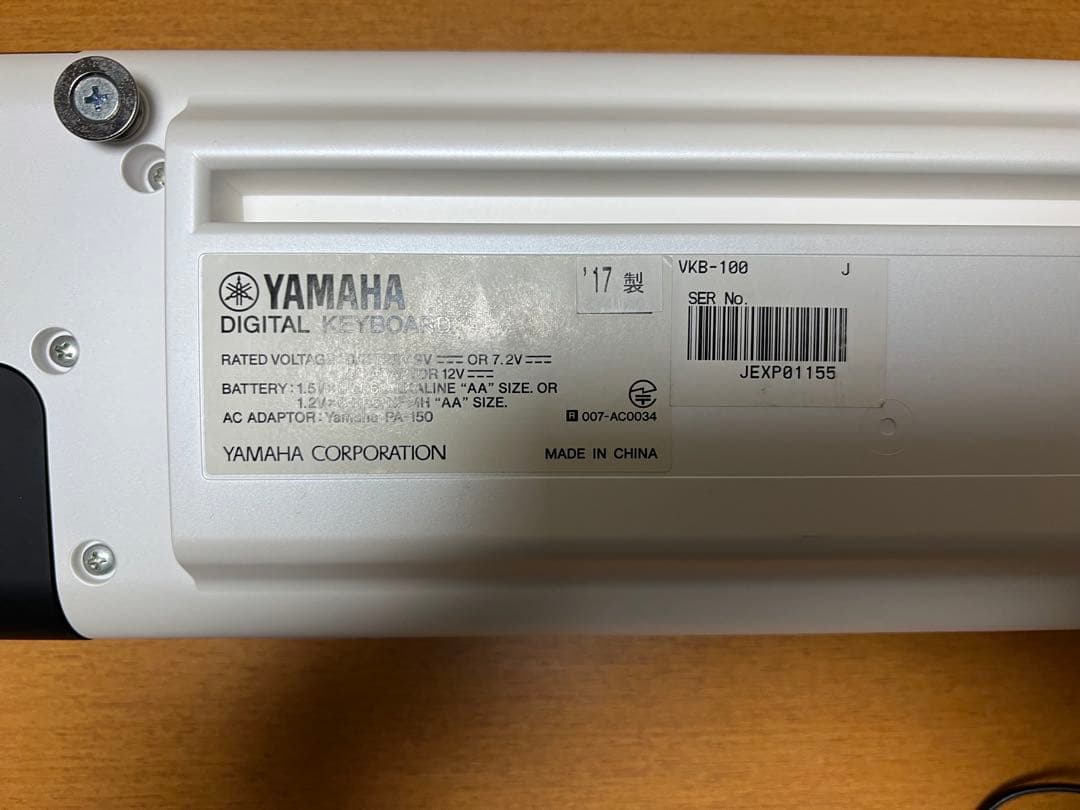 YAMAHA
DIGITAL KEYBOARD
'17 製
RATED VOLTAGE 9V OR 7.2V
OR 12V
BATTERY: 1.5V "AA" SIZE. OR
1.2V "AA" SIZE.
AC ADAPTOR: Yamaha PA-150
R 007-AC0034
YAMAHA CORPORATION
MADE IN CHINA
VKB-100 J
SER No.
JEXP01155